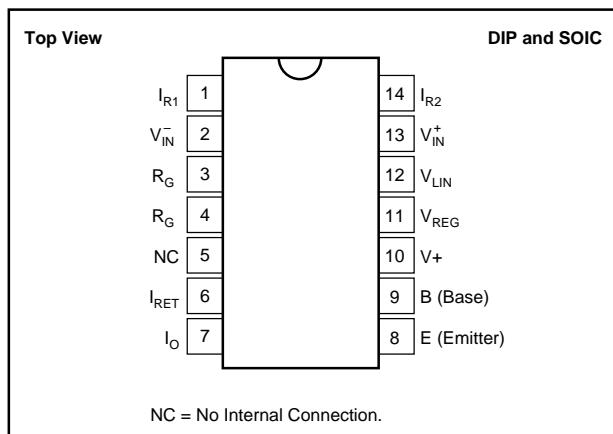 Top View DIP and SOIC
I_R1 1 14 I_R2
V_IN^− 2 13 V_IN^+
R_G 3 12 V_LIN
R_G 4 11 V_REG
NC 5 10 V+
I_RET 6 9 B (Base)
I_O 7 8 E (Emitter)
NC = No Internal Connection.